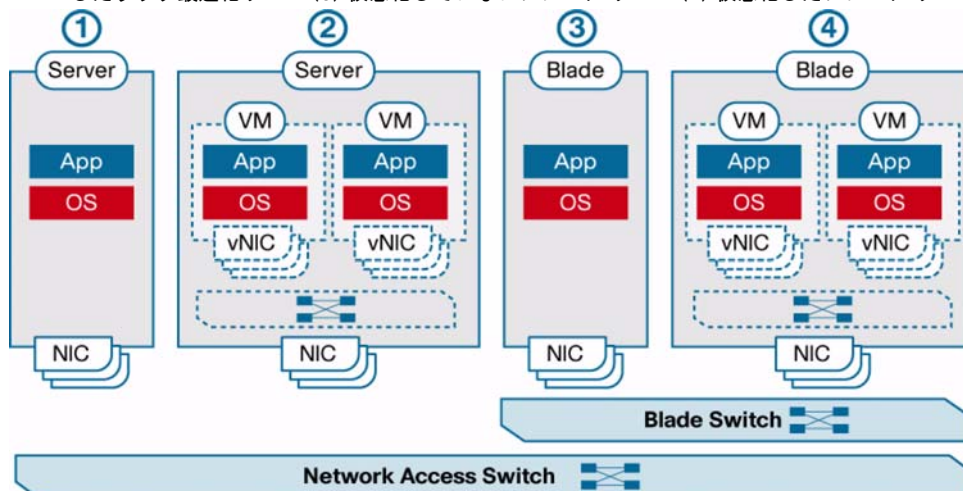 ① ② ③ ④
Server Server Blade Blade
VM VM VM VM
App App App App App App
OS OS OS OS OS OS
vNIC vNIC vNIC vNIC
NIC NIC NIC NIC
Blade Switch
Network Access Switch